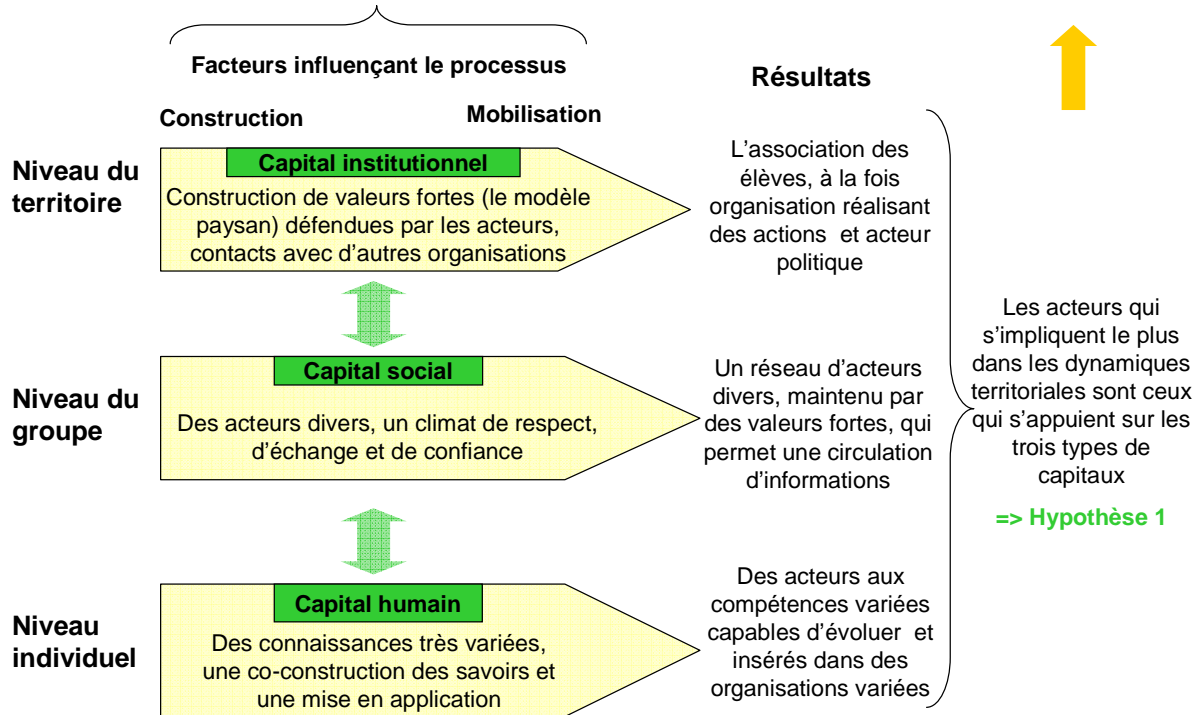 Facteurs influençant le processus
Résultats
Construction
Mobilisation
Niveau du
territoire
Capital institutionnel
Construction de valeurs fortes (le modèle
paysan) défendues par les acteurs,
contacts avec d'autres organisations
L'association des
élèves, à la fois
organisation réalisant
des actions et acteur
politique
Niveau du
groupe
Capital social
Des acteurs divers, un climat de respect,
d'échange et de confiance
Un réseau d'acteurs
divers, maintenu par
des valeurs fortes, qui
permet une circulation
d'informations
Niveau
individuel
Capital humain
Des connaissances très variées,
une co-construction des savoirs et
une mise en application
Des acteurs aux
compétences variées
capables d'évoluer et
insérés dans des
organisations variées
Les acteurs qui
s'impliquent le plus
dans les dynamiques
territoriales sont ceux
qui s'appuient sur les
trois types de
capitaux
=> Hypothèse 1